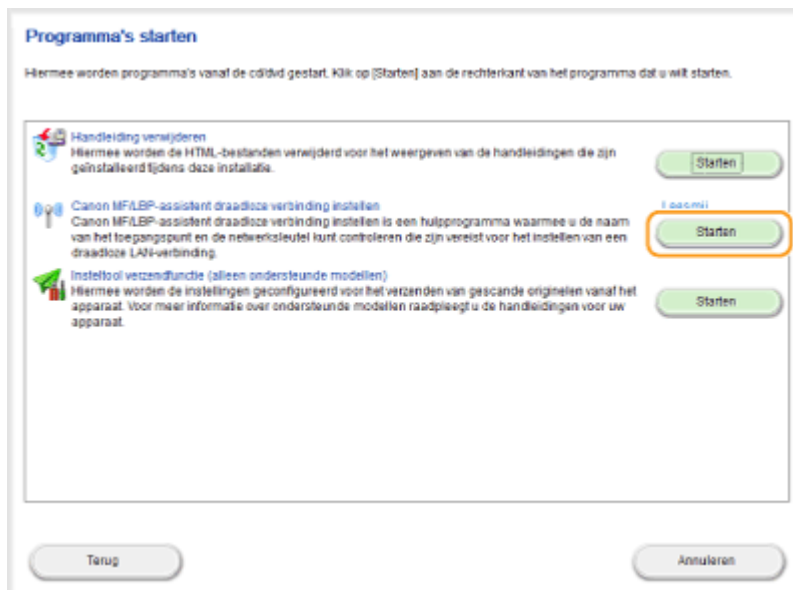 Programma's starten
Hiermee worden programma's vanaf de cd/dvd gestart. Klik op [Starten] aan de rechterkant van het programma dat u wilt starten.
Handleiding verwijderen
Hiermee worden de HTML-bestanden verwijderd voor het weergeven van de handleidingen die zijn
geïnstalleerd tijdens deze installatie.
Starten
Canon MF/LBP-assistent draadloze verbinding instellen
Leesmij
Canon MF/LBP-assistent draadloze verbinding instellen is een hulpprogramma waarmee u de naam
van het toegangspunt en de netwerksleutel kunt controleren die zijn vereist voor het instellen van een
draadloze LAN-verbinding.
Starten
Insteltool verzendfunctie (alleen ondersteunde modellen)
Hiermee worden de instellingen geconfigureerd voor het verzenden van gescande originelen vanaf het
apparaat. Voor meer informatie over ondersteunde modellen raadpleegt u de handleidingen voor uw
apparaat.
Starten
Terug
Annuleren